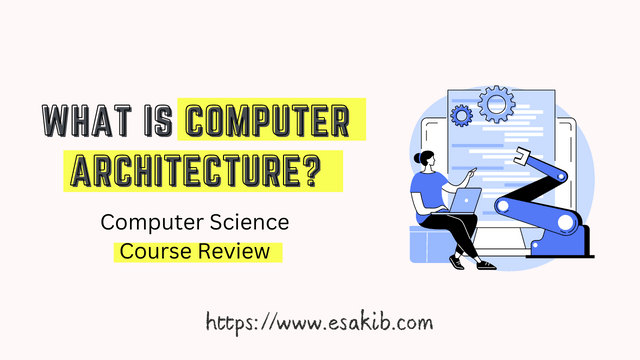 WHAT IS COMPUTER
ARCHITECTURE?
Computer Science
Course Review
https://www.esakib.com